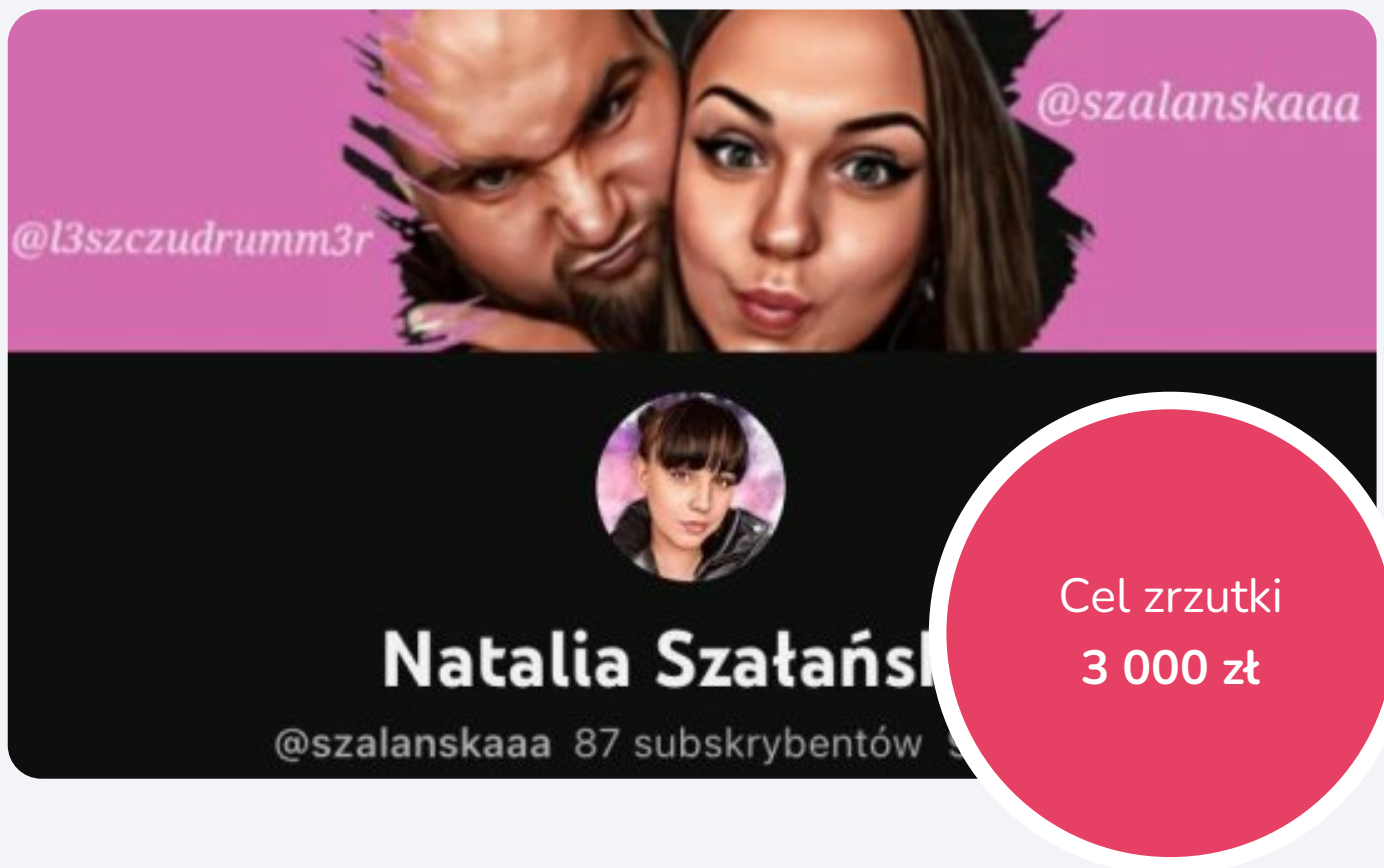 @szalanskaaa
@l3szczudrumm3r
Natalia Szałańsk
@szalanskaaa 87 subskrybentów
Cel zrzutki
3 000 zł